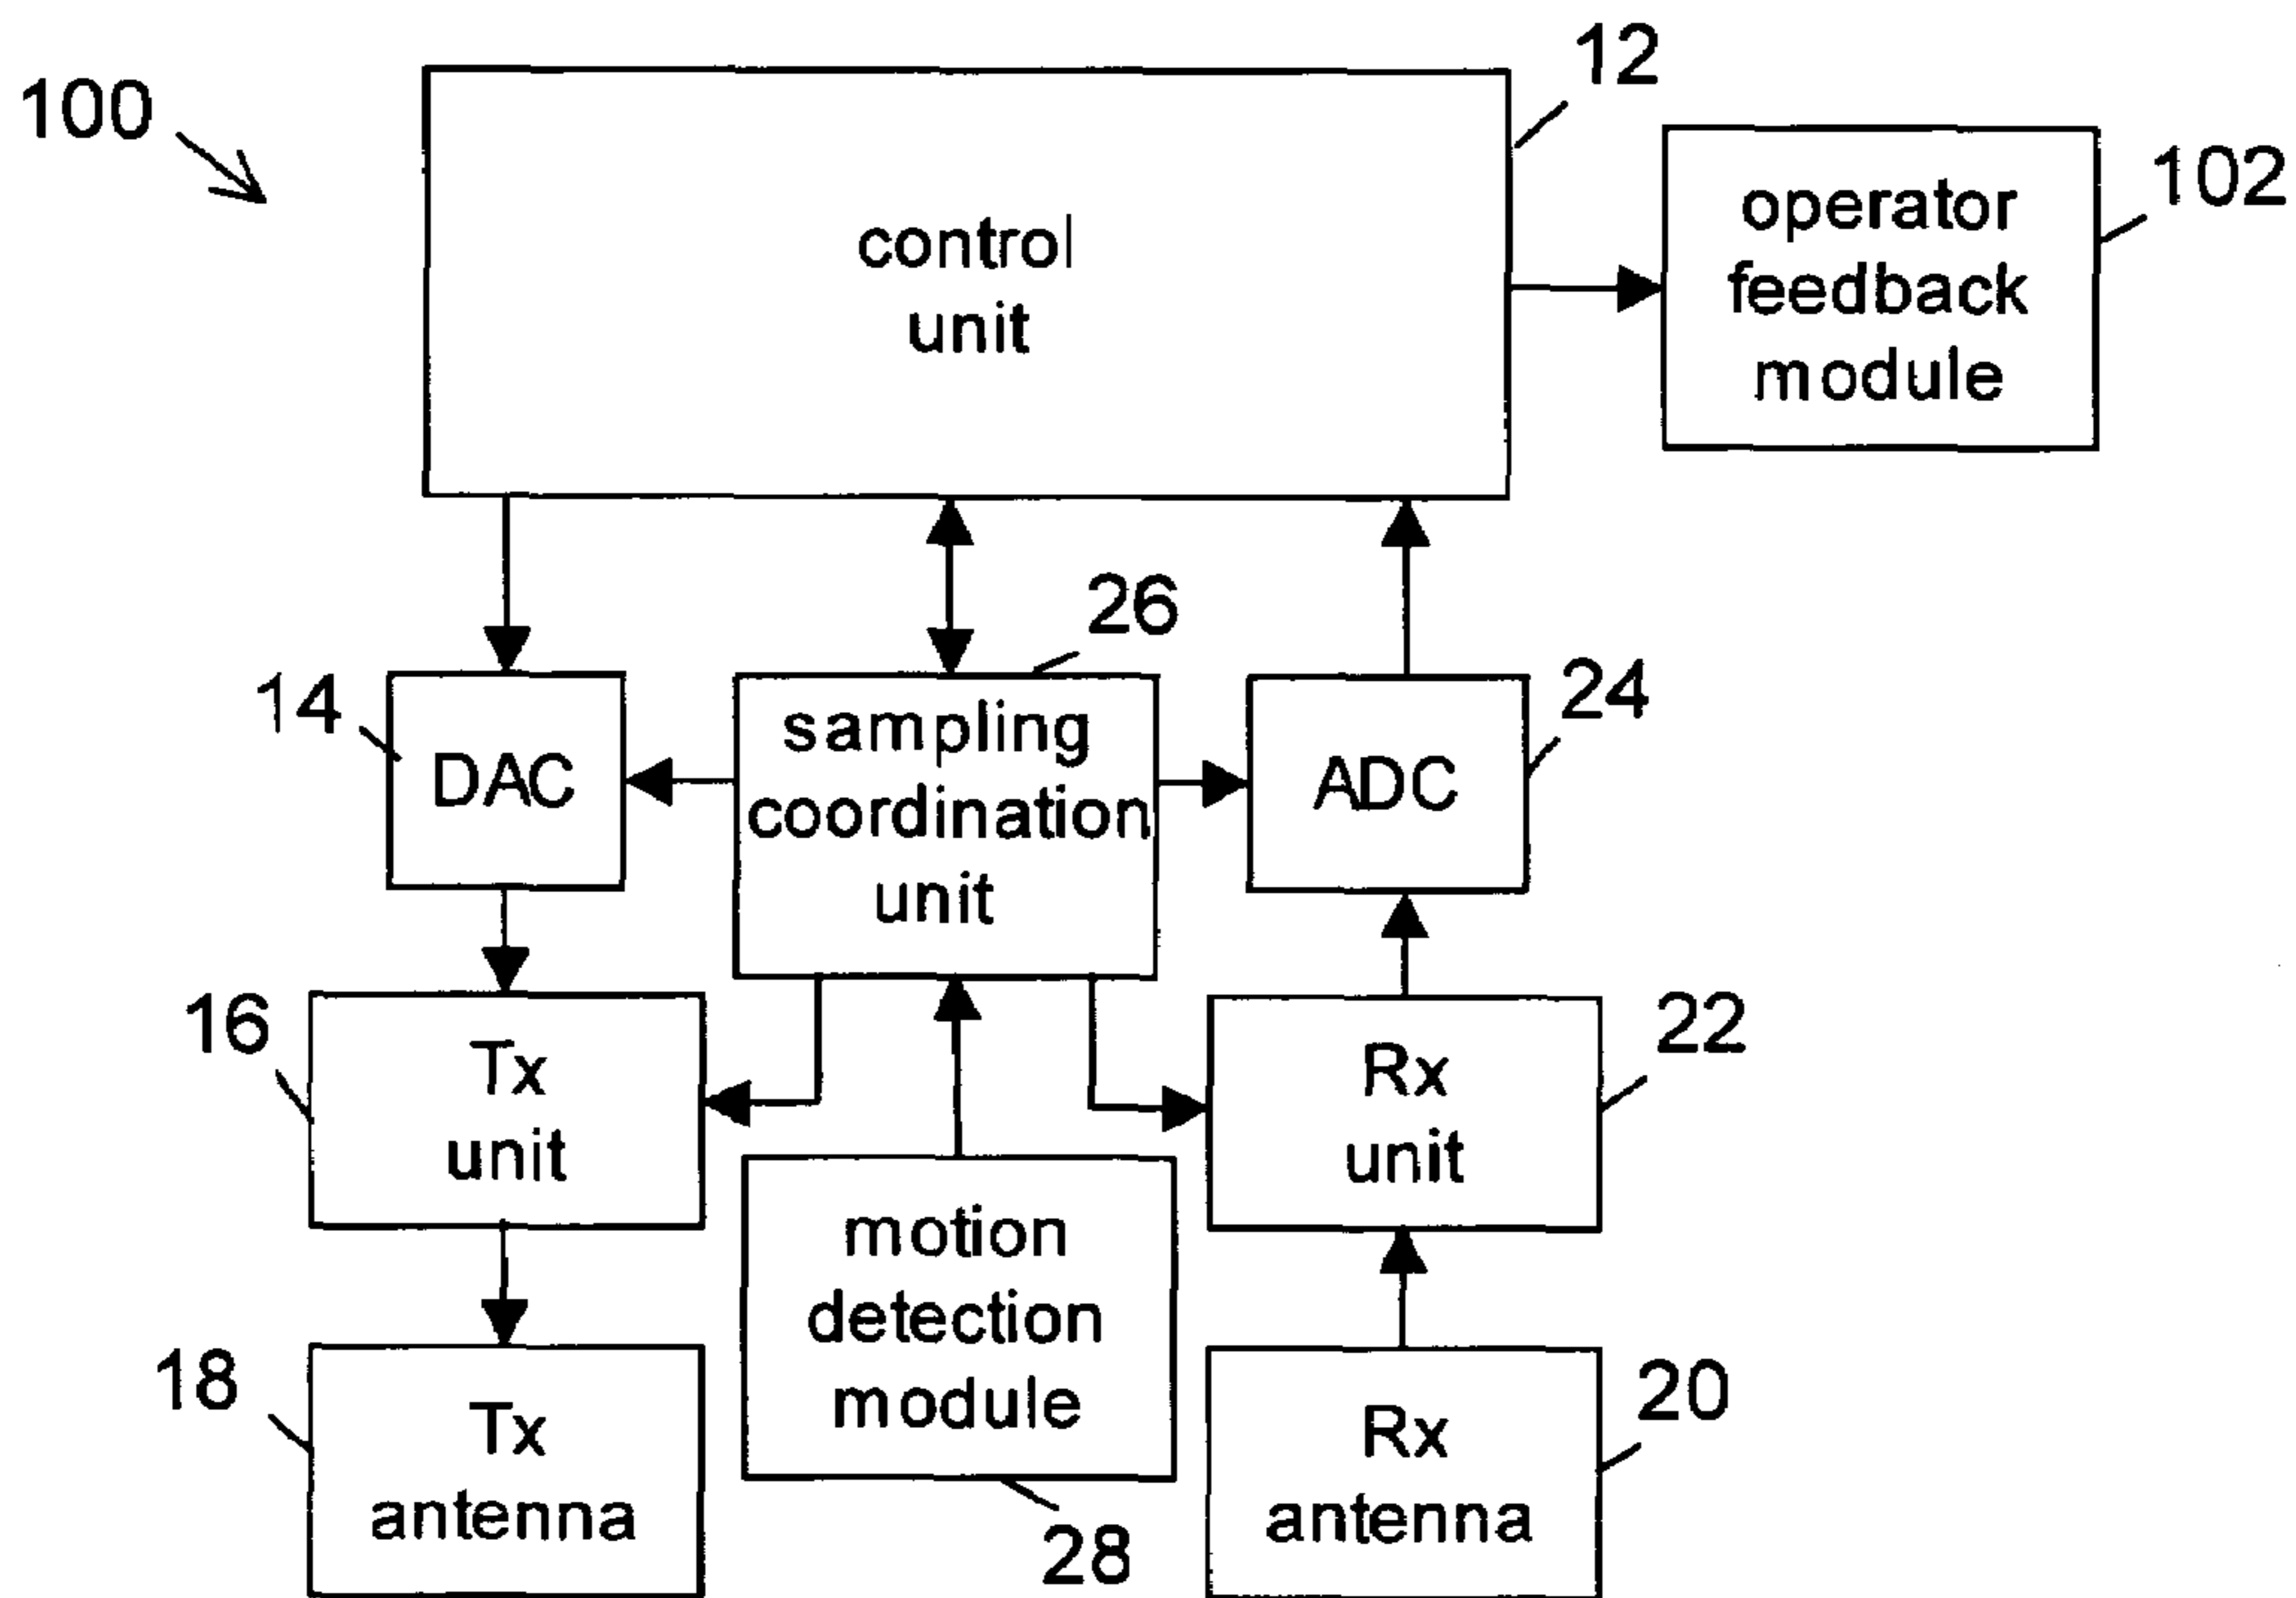 12
100
102
operator
feedback
module
control
unit
26
14
24
DAC
sampling
coordination
unit
ADC
16
22
Tx
unit
Rx
unit
motion
detection
module
18
20
Tx
antenna
Rx
antenna
28